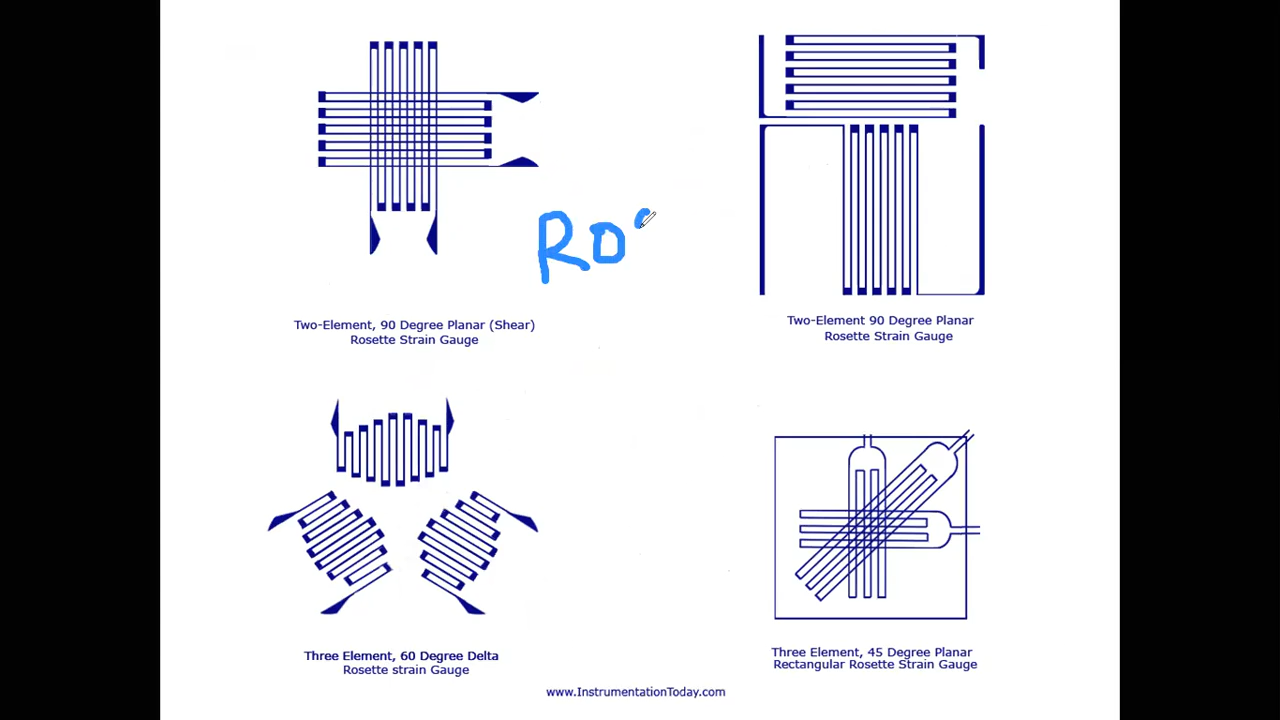 RO
Two-Element, 90 Degree Planar (Shear)
Rosette Strain Gauge
Two-Element 90 Degree Planar
Rosette Strain Gauge
Three Element, 60 Degree Delta
Rosette strain Gauge
Three Element, 45 Degree Planar
Rectangular Rosette Strain Gauge
www.InstrumentationToday.com